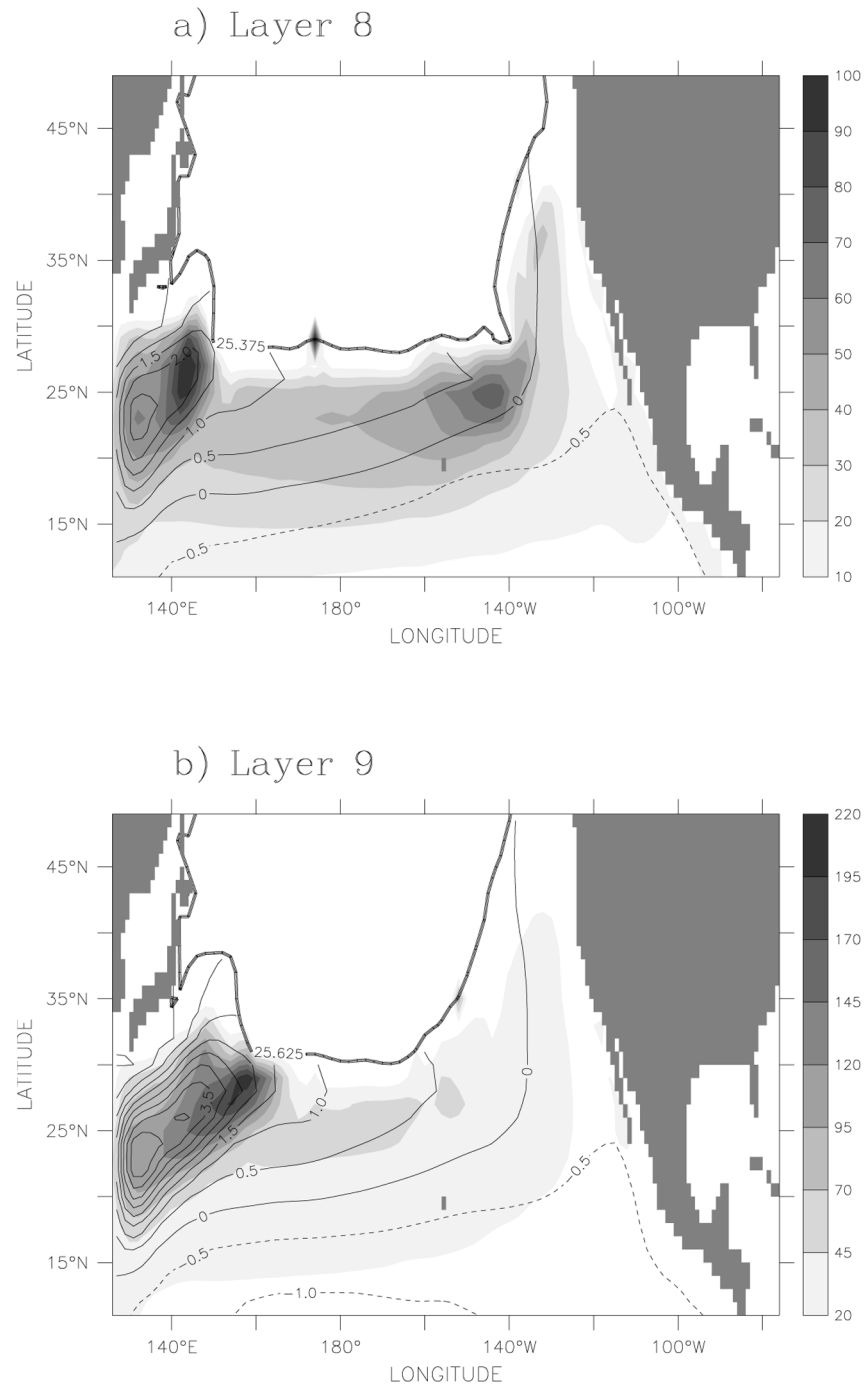 a) Layer 8
45°N
35°N
25°N
15°N
LATITUDE
140°E
180°
140°W
100°W
LONGITUDE
25.375
1.5
2.0
1.0
0.5
0
-0.5
0
-0.5
100
90
80
70
60
50
40
30
20
10
b) Layer 9
45°N
35°N
25°N
15°N
LATITUDE
140°E
180°
140°W
100°W
LONGITUDE
25.625
3.5
1.5
1.0
0.5
0
-0.5
-1.0
0
-0.5
220
195
170
145
120
95
70
45
20